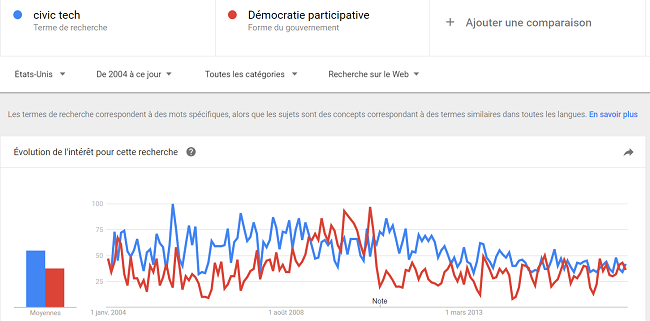 civic tech
Terme de recherche
Démocratie participative
Forme du gouvernement
+ Ajouter une comparaison
États-Unis
De 2004 à ce jour
Toutes les catégories
Recherche sur le Web
Les termes de recherche correspondent à des mots spécifiques, alors que les sujets sont des concepts correspondant à des termes similaires dans toutes les langues. En savoir plus
Évolution de l'intérêt pour cette recherche ?
100
75
50
25
Moyennes
1 janv. 2004
1 août 2008
Note
1 mars 2013